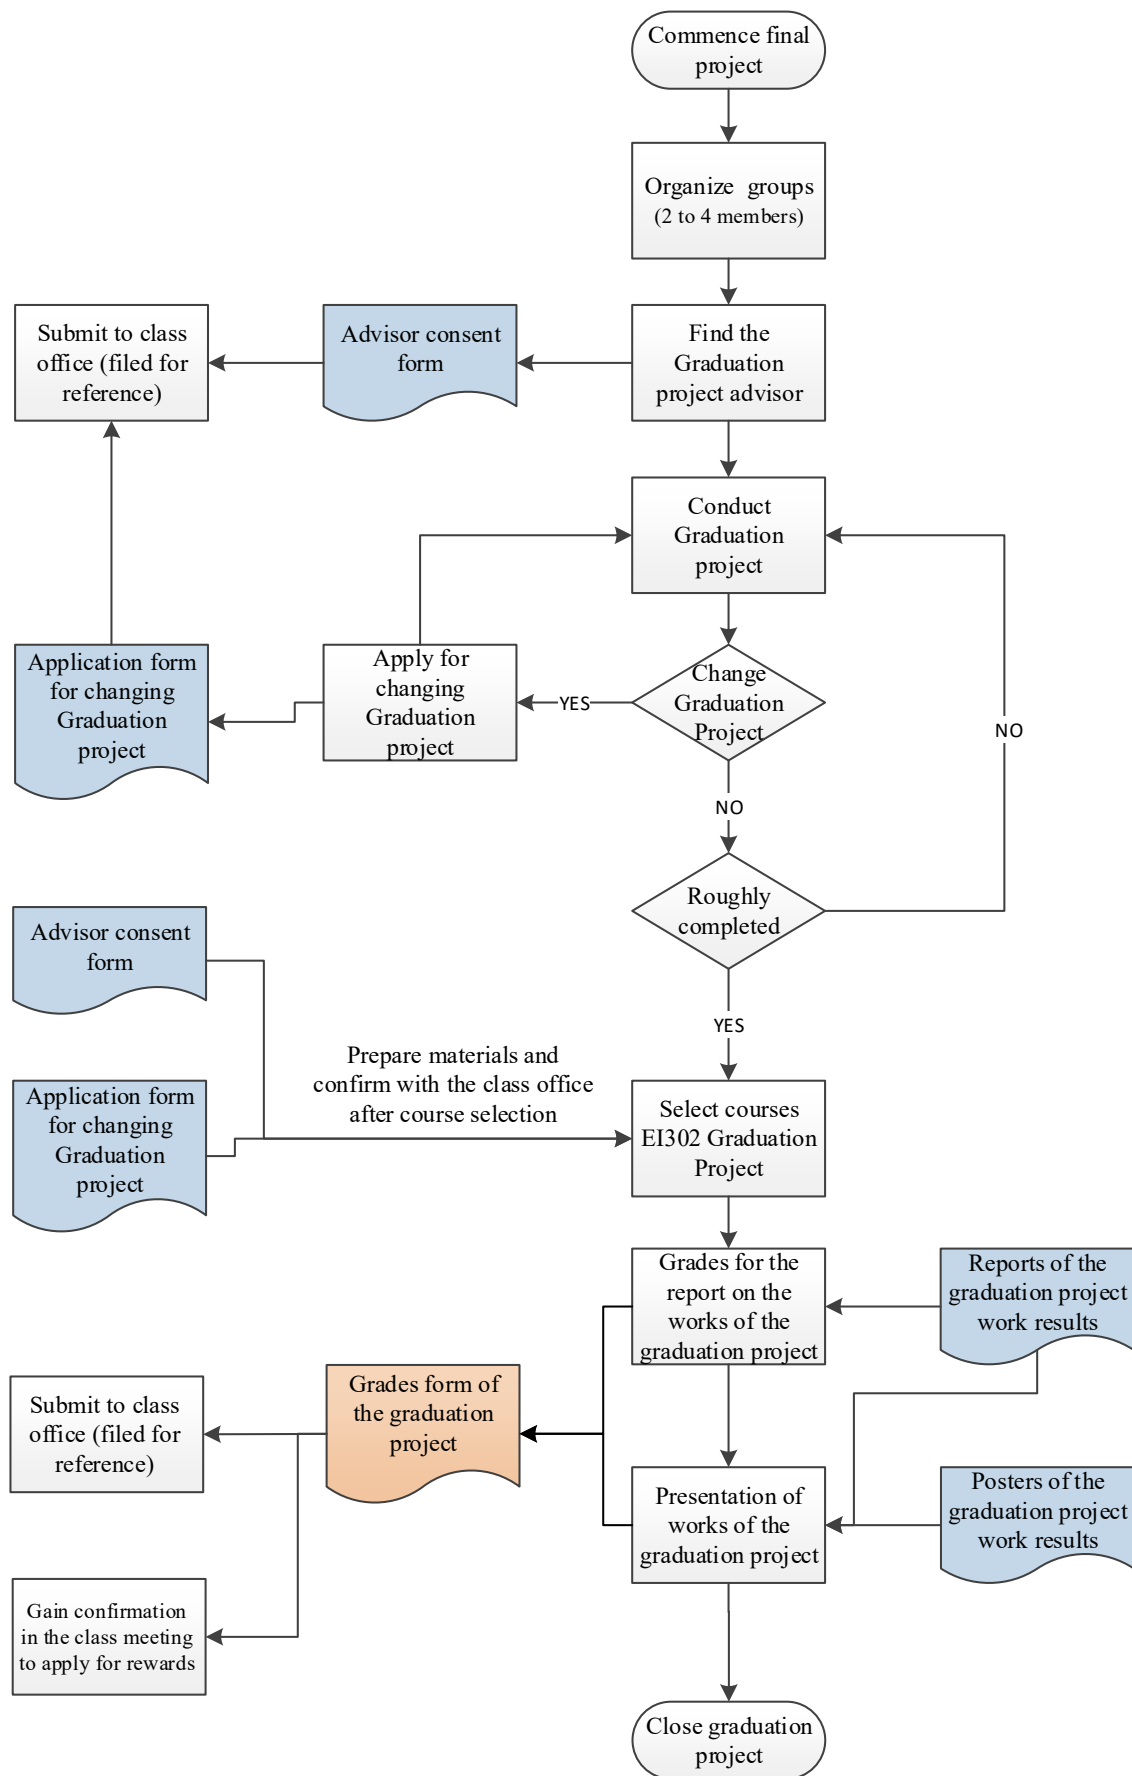 Commence final
project
Organize groups
(2 to 4 members)
Submit to class
office (filed for
reference)
Advisor consent
form
Find the
Graduation
project advisor
Conduct
Graduation
project
Application form
for changing
Graduation
project
Apply for
changing
Graduation
project
YES
Change
Graduation
Project
NO
NO
Roughly
completed
Advisor consent
form
YES
Application form
for changing
Graduation
project
Prepare materials and
confirm with the class office
after course selection
Select courses
EI302 Graduation
Project
Grades for the
report on the
works of the
graduation project
Reports of the
graduation project
work results
Submit to class
office (filed for
reference)
Grades form of
the graduation
project
Presentation of
works of the
graduation project
Posters of the
graduation project
work results
Gain confirmation
in the class meeting
to apply for rewards
Close graduation
project